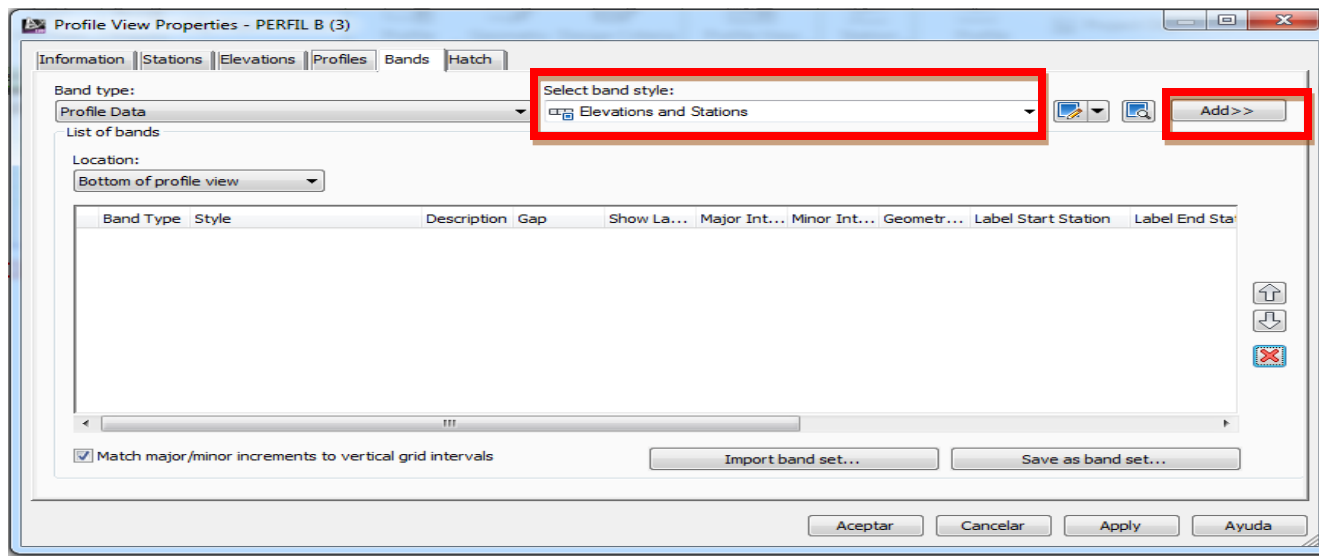 Profile View Properties - PERFIL B (3)
Information Stations Elevations Profiles Bands Hatch
Band type: Select band style:
Profile Data Elevations and Stations Add>>
List of bands
Location:
Bottom of profile view
Band Type Style Description Gap Show La... Major Int... Minor Int... Geometr... Label Start Station Label End Stat
Match major/minor increments to vertical grid intervals Import band set... Save as band set...
Aceptar Cancelar Apply Ayuda